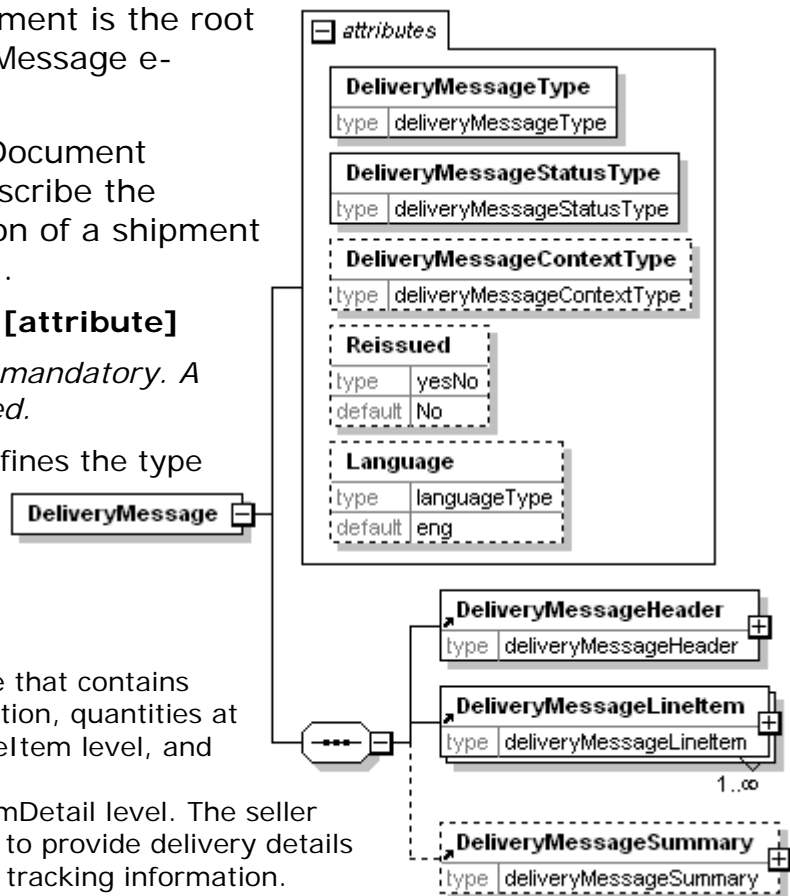 ment is the root
Message e-
Document
scribe the
on of a shipment
.
[attribute]
mandatory. A
ed.
fines the type
e that contains
tion, quantities at
eItem level, and
mDetail level. The seller
to provide delivery details
tracking information.
DeliveryMessage
attributes
DeliveryMessageType
type deliveryMessageType
DeliveryMessageStatusType
type deliveryMessageStatusType
DeliveryMessageContextType
type deliveryMessageContextType
Reissued
type yesNo
default No
Language
type languageType
default eng
DeliveryMessageHeader
type deliveryMessageHeader
DeliveryMessageLineItem
type deliveryMessageLineItem
1..∞
DeliveryMessageSummary
type deliveryMessageSummary